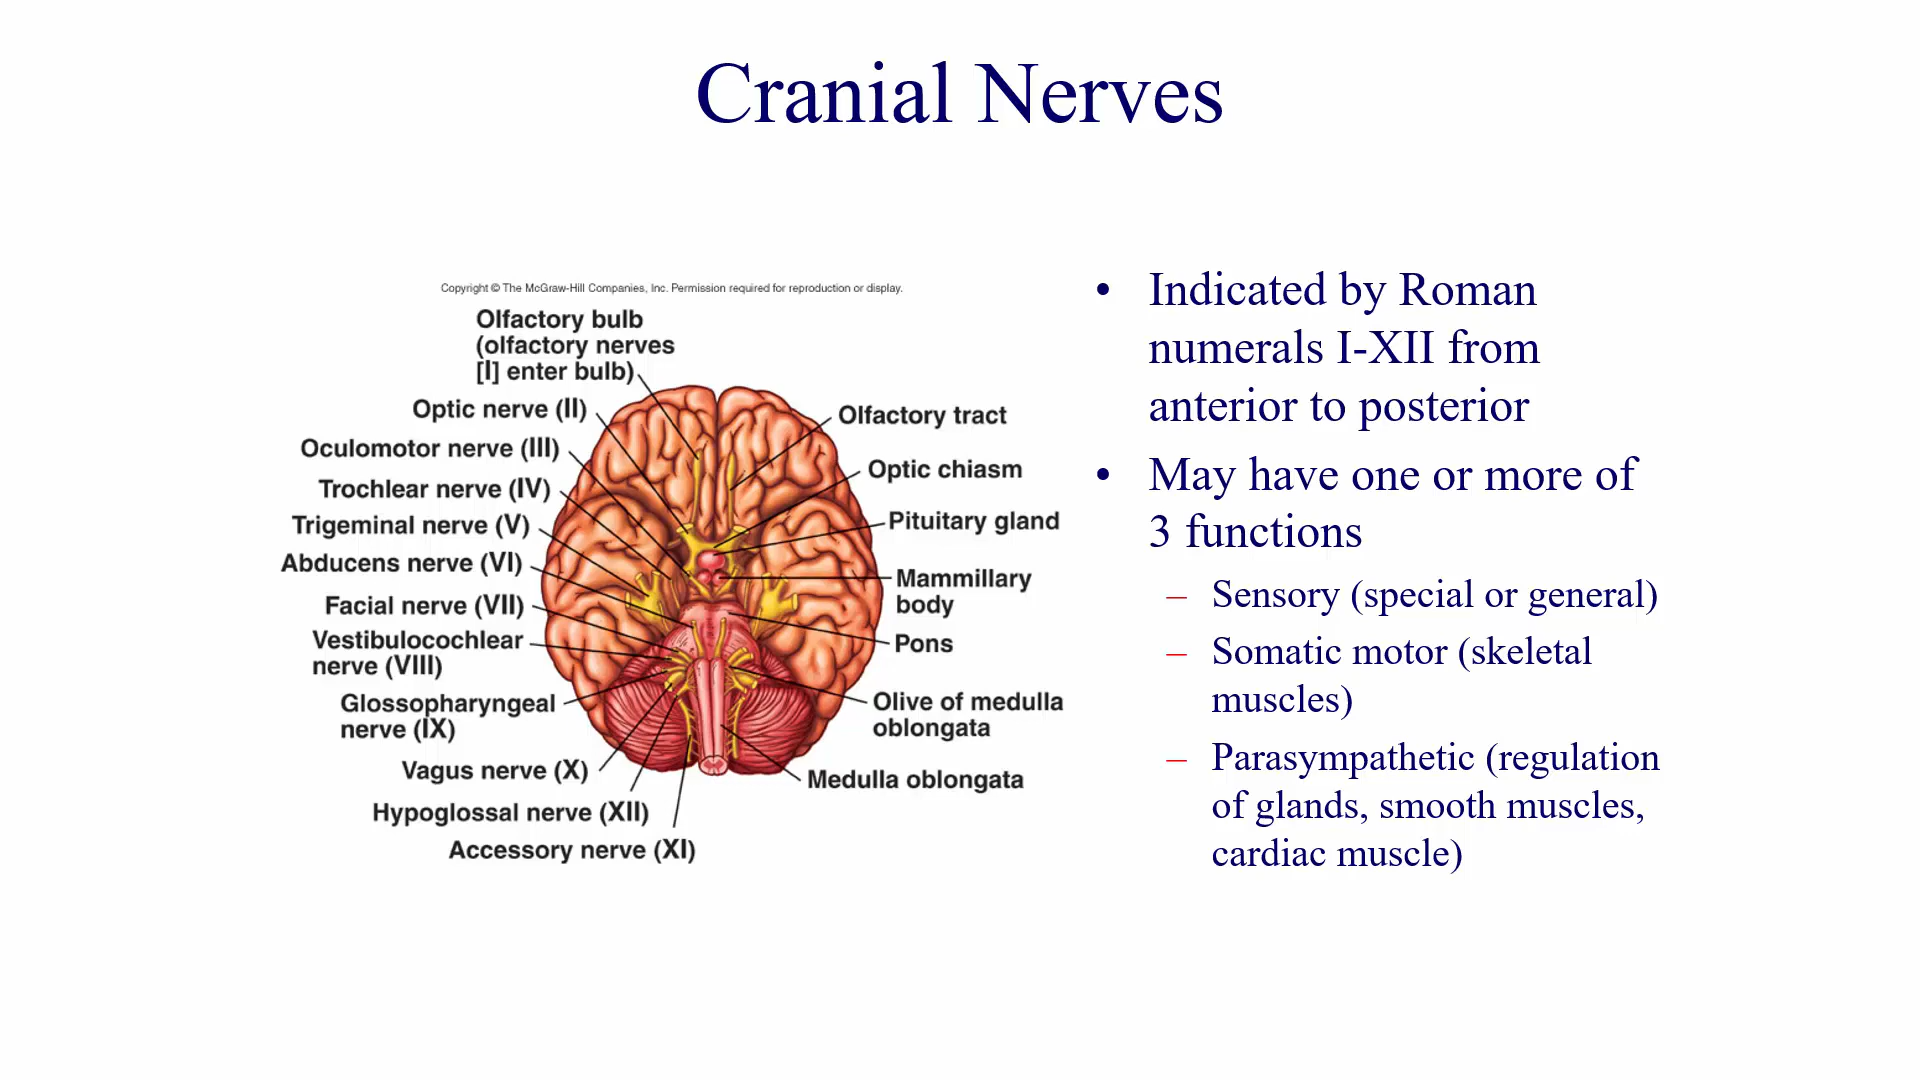 Cranial Nerves
Copyright © The McGraw-Hill Companies, Inc. Permission required for reproduction or display.
Olfactory bulb
(olfactory nerves
[I] enter bulb)
Optic nerve (II)
Oculomotor nerve (III)
Trochlear nerve (IV)
Trigeminal nerve (V)
Abducens nerve (VI)
Facial nerve (VII)
Vestibulocochlear
nerve (VIII)
Glossopharyngeal
nerve (IX)
Vagus nerve (X)
Hypoglossal nerve (XII)
Accessory nerve (XI)
Olfactory tract
Optic chiasm
Pituitary gland
Mammillary
body
Pons
Olive of medulla
oblongata
Medulla oblongata
• Indicated by Roman
numerals I-XII from
anterior to posterior
• May have one or more of
3 functions
– Sensory (special or general)
– Somatic motor (skeletal
muscles)
– Parasympathetic (regulation
of glands, smooth muscles,
cardiac muscle)